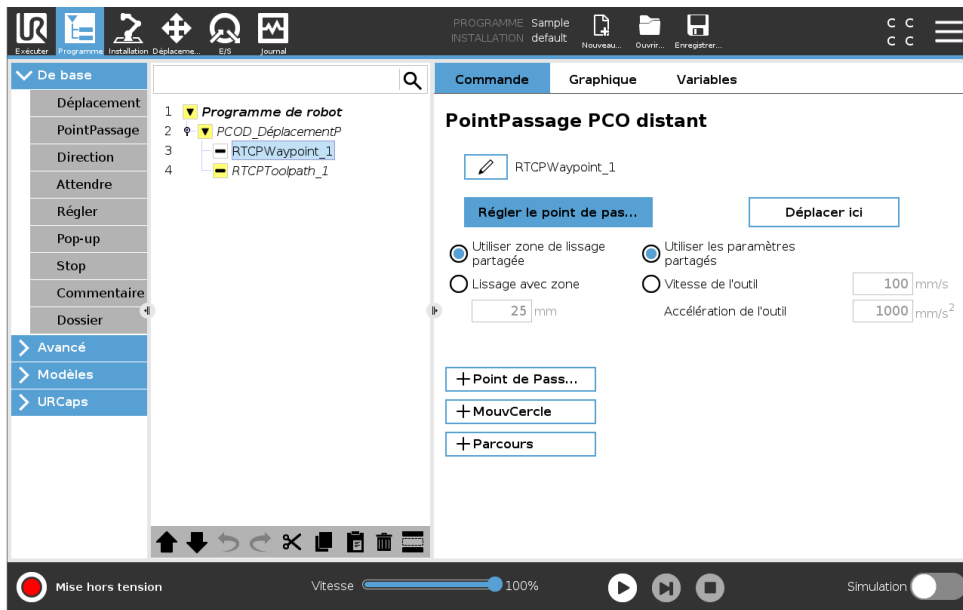 PROGRAMME Sample
INSTALLATION default
C C
C C
Exécuter Programme Installation Déplaceme... E/S Journal Nouveau... Ouvrir... Enregistrer...
De base
Déplacement
PointPassage
Direction
Attendre
Régler
Pop-up
Stop
Commentaire
Dossier
Avancé
Modèles
URCaps
1 Programme de robot
2 PCOD_DéplacementP
3 RTCPWaypoint_1
4 RTCPToolpath_1
Commande Graphique Variables
PointPassage PCO distant
RTCPWaypoint_1
Régler le point de pas... Déplacer ici
Utiliser zone de lissage
partagée
Utiliser les paramètres
partagés
Lissage avec zone
Vitesse de l'outil 100 mm/s
25 mm
Accélération de l'outil 1000 mm/s²
Point de Pass...
MouvCercle
Parcours
Mise hors tension Vitesse 100% Simulation